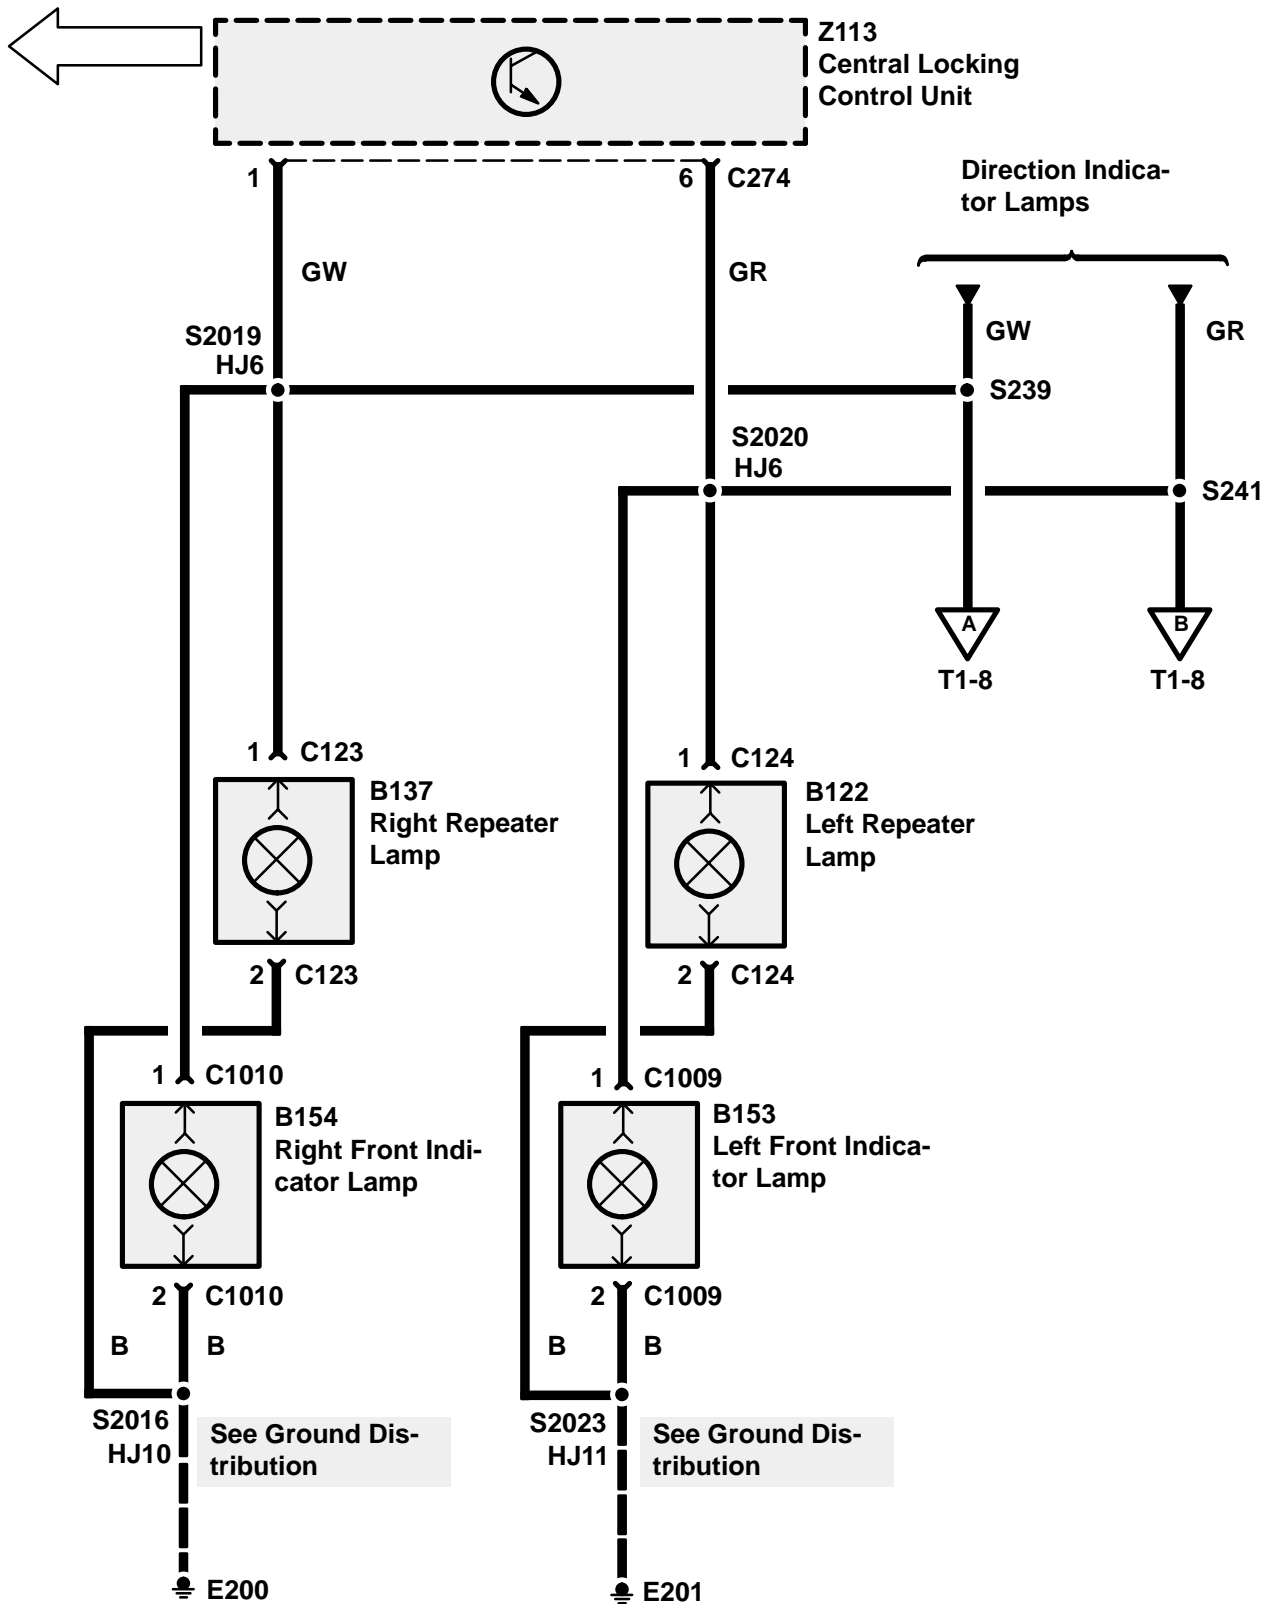 Z113
Central Locking
Control Unit
1
6
C274
Direction Indica-
tor Lamps
GW
GR
GW
GR
S2019
HJ6
S239
S2020
HJ6
S241
A
B
T1-8
T1-8
1
C123
1
C124
B137
Right Repeater
Lamp
B122
Left Repeater
Lamp
2
C123
2
C124
1
C1010
1
C1009
B154
Right Front Indi-
cator Lamp
B153
Left Front Indica-
tor Lamp
2
C1010
2
C1009
B
B
B
B
S2016
HJ10
See Ground Dis-
tribution
S2023
HJ11
See Ground Dis-
tribution
E200
E201